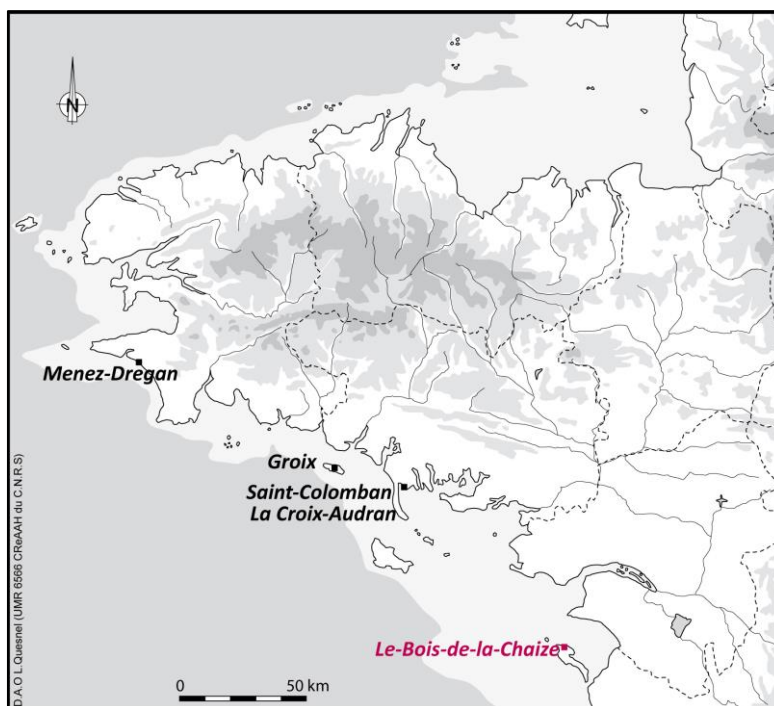 N
Menez-Dregan
Groix
Saint-Colomban
La Croix-Audran
Le-Bois-de-la-Chaize
0 50 km
D.A.O L.Quesnel (UMR 6566 CReAAH du C.N.R.S)